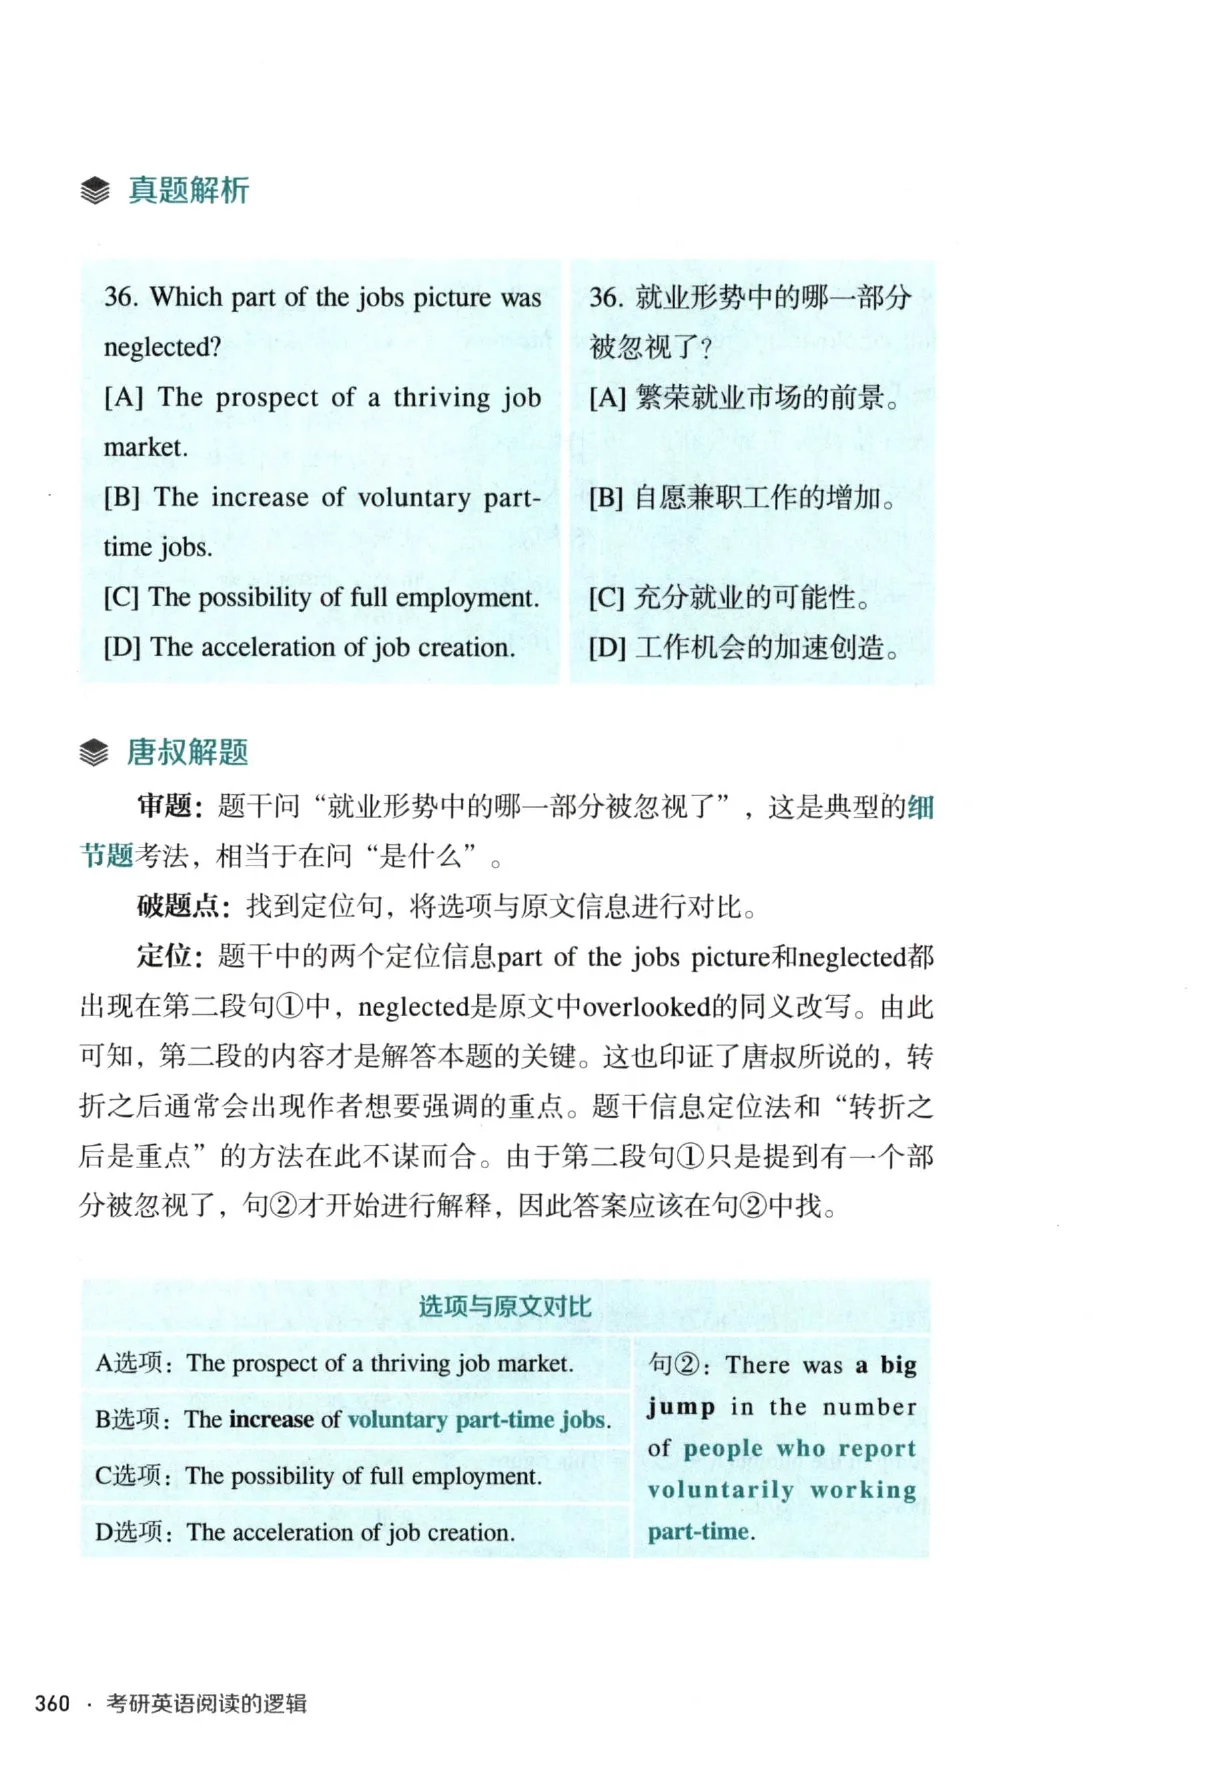 真题解析
36. Which part of the jobs picture was
neglected?
[A] The prospect of a thriving job
market.
[B] The increase of voluntary part-
time jobs.
[C] The possibility of full employment.
[D] The acceleration of job creation.
36. 就业形势中的哪一部分
被忽视了?
[A] 繁荣就业市场的前景。
[B] 自愿兼职工作的增加。
[C] 充分就业的可能性。
[D] 工作机会的加速创造。
唐叔解题
审题：题干问“就业形势中的哪一部分被忽视了”，这是典型的细
节题考法，相当于在问“是什么”。
破题点：找到定位句，将选项与原文信息进行对比。
定位：题干中的两个定位信息part of the jobs picture和neglected都
出现在第二段句①中，neglected是原文中overlooked的同义改写。由此
可知，第二段的内容才是解答本题的关键。这也印证了唐叔所说的，转
折之后通常会出现作者想要强调的重点。题干信息定位法和“转折之
后是重点”的方法在此不谋而合。由于第二段句①只是提到有一个部
分被忽视了，句②才开始进行解释，因此答案应该在句②中找。
选项与原文对比
A选项：The prospect of a thriving job market.
B选项：The increase of voluntary part-time jobs.
C选项：The possibility of full employment.
D选项：The acceleration of job creation.
句②：There was a big
jump in the number
of people who report
voluntarily working
part-time.
360 · 考研英语阅读的逻辑